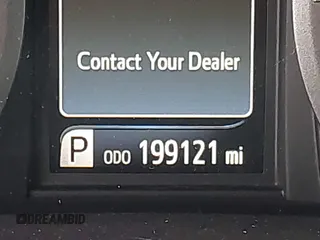 Contact Your Dealer
P ODO 199121 mi
DREAMBID